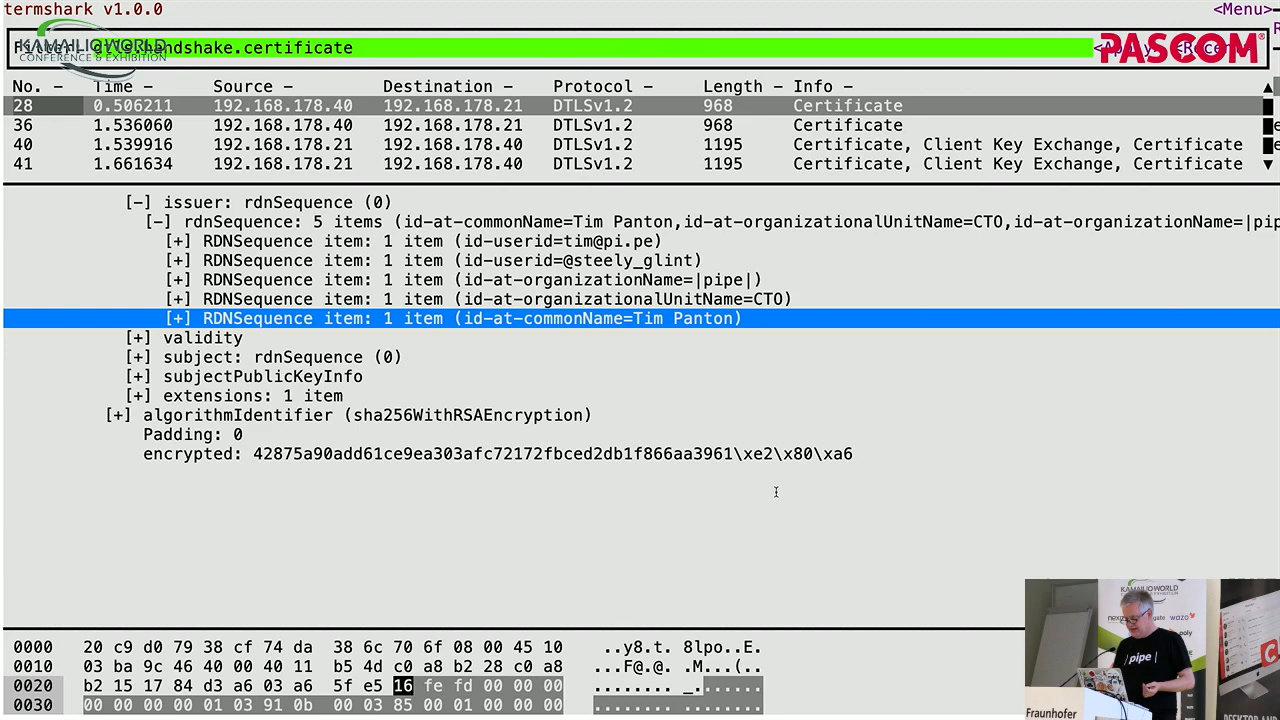 termshark v1.0.0
<Menu>
KAMAILIO WORLD
CONFERENCE & EXHIBITION
PASCOM
Filter: dtls.handshake.certificate
No. - Time - Source - Destination - Protocol - Length - Info -
28 0.506211 192.168.178.40 192.168.178.21 DTLSv1.2 968 Certificate
36 1.536060 192.168.178.40 192.168.178.21 DTLSv1.2 968 Certificate
40 1.539916 192.168.178.21 192.168.178.40 DTLSv1.2 1195 Certificate, Client Key Exchange, Certificate
41 1.661634 192.168.178.21 192.168.178.40 DTLSv1.2 1195 Certificate, Client Key Exchange, Certificate
[-] issuer: rdnSequence (0)
[-] rdnSequence: 5 items (id-at-commonName=Tim Panton,id-at-organizationalUnitName=CTO,id-at-organizationName=|pip
[+] RDNSequence item: 1 item (id-userid=tim@pi.pe)
[+] RDNSequence item: 1 item (id-userid=@steely_glint)
[+] RDNSequence item: 1 item (id-at-organizationName=|pipe|)
[+] RDNSequence item: 1 item (id-at-organizationalUnitName=CTO)
[+] RDNSequence item: 1 item (id-at-commonName=Tim Panton)
[+] validity
[+] subject: rdnSequence (0)
[+] subjectPublicKeyInfo
[+] extensions: 1 item
[+] algorithmIdentifier (sha256WithRSAEncryption)
Padding: 0
encrypted: 42875a90add61ce9ea303afc72172fbced2db1f866aa3961\xe2\x80\xa6
0000 20 c9 d0 79 38 cf 74 da 38 6c 70 6f 08 00 45 10 ..y8.t. 8lpo..E.
0010 03 ba 9c 46 40 00 40 11 b5 4d c0 a8 b2 28 c0 a8 ...F@.@. .M...(..
0020 b2 15 17 84 d3 a6 03 a6 5f e5 16 fe fd 00 00 00 ........ _.......
0030 00 00 00 00 01 03 91 0b 00 03 85 00 01 00 00 00 ........ ........
KAMAILIO WORLD
wazo
|pipe|
Fraunhofer